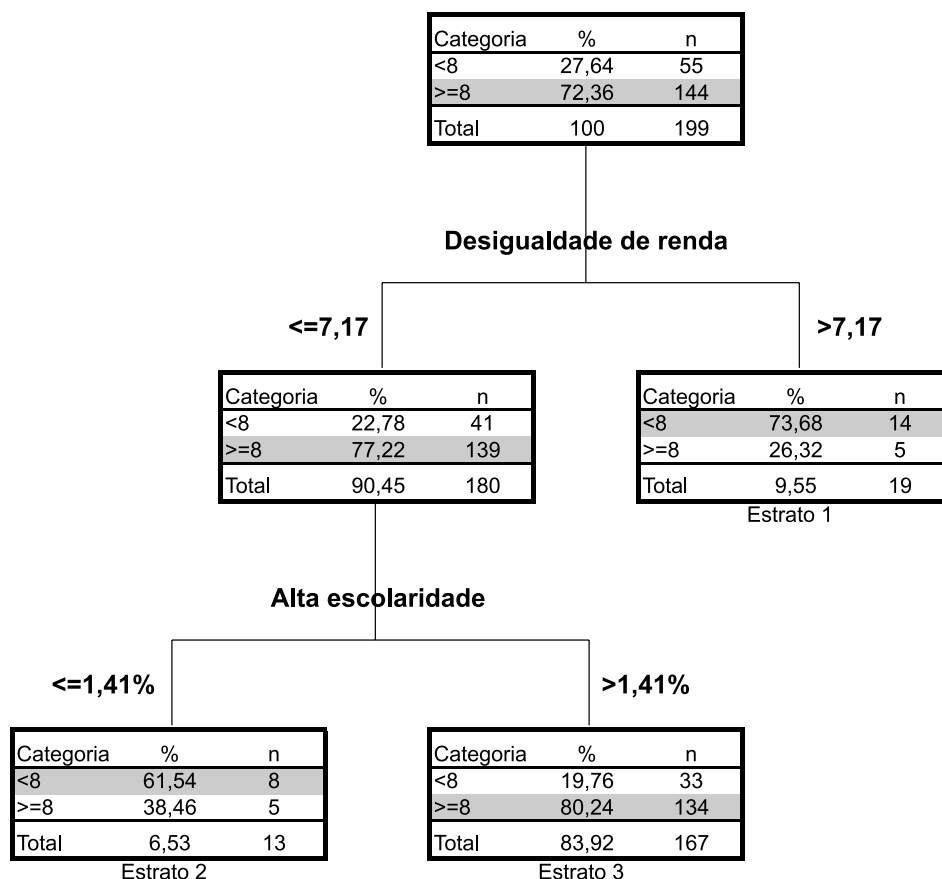 Categoria % n
<8 27,64 55
>=8 72,36 144
Total 100 199
Desigualdade de renda
<=7,17
>7,17
Categoria % n
<8 22,78 41
>=8 77,22 139
Total 90,45 180
Categoria % n
<8 73,68 14
>=8 26,32 5
Total 9,55 19
Estrato 1
Alta escolaridade
<=1,41%
>1,41%
Categoria % n
<8 61,54 8
>=8 38,46 5
Total 6,53 13
Estrato 2
Categoria % n
<8 19,76 33
>=8 80,24 134
Total 83,92 167
Estrato 3